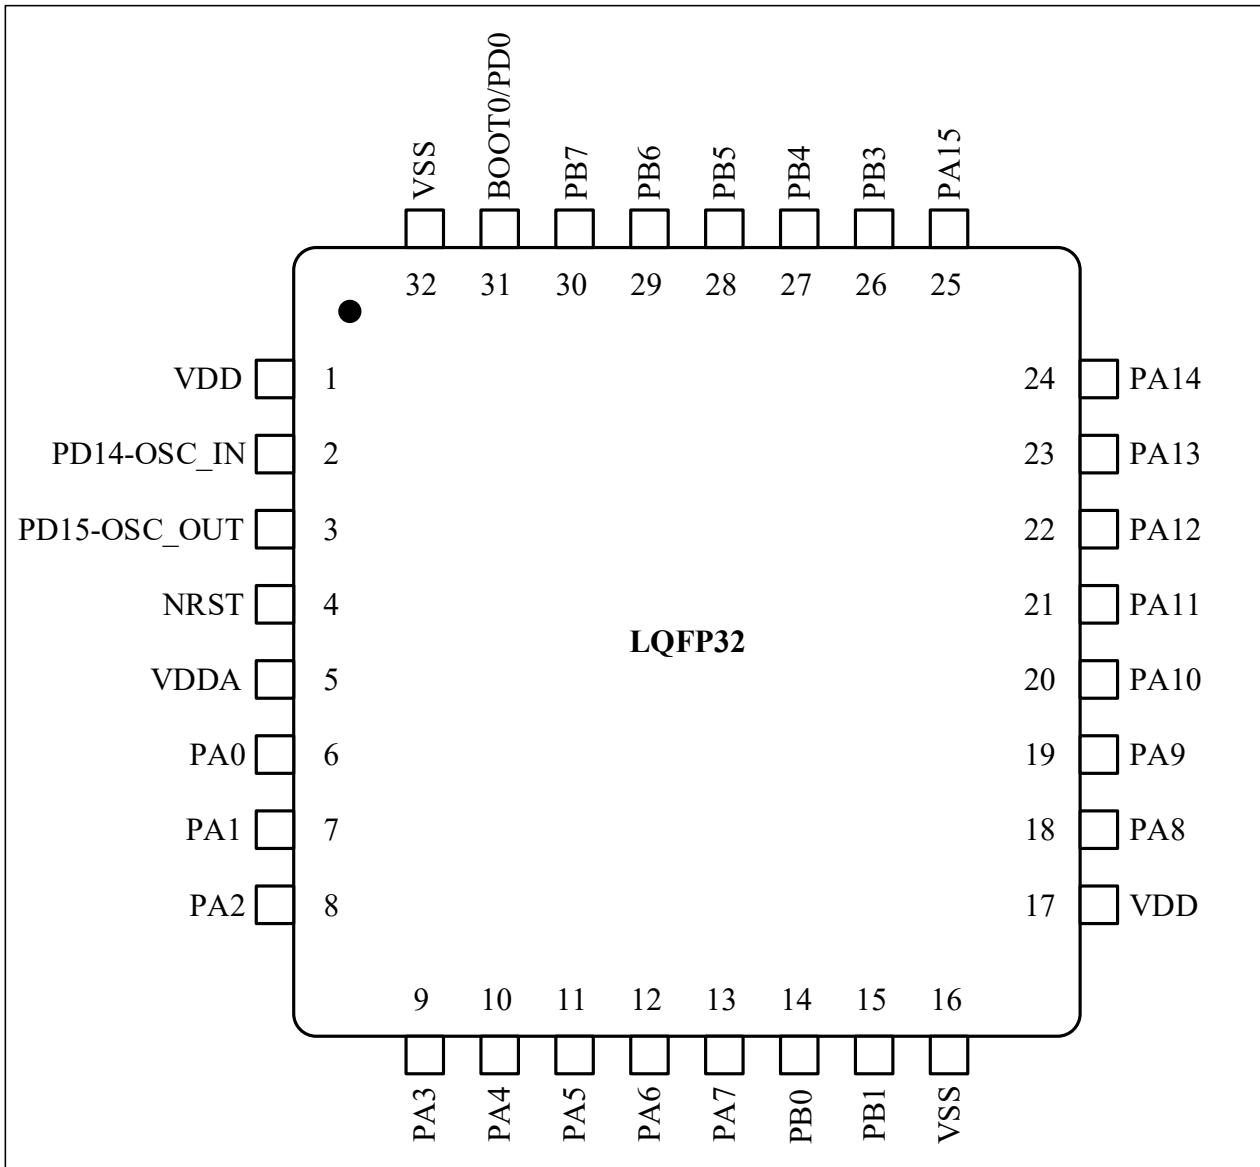 VSS
BOOT0/PD0
PB7
PB6
PB5
PB4
PB3
PA15
32 31 30 29 28 27 26 25
VDD 1 24 PA14
PD14-OSC_IN 2 23 PA13
PD15-OSC_OUT 3 22 PA12
NRST 4 21 PA11
LQFP32
VDDA 5 20 PA10
PA0 6 19 PA9
PA1 7 18 PA8
PA2 8 17 VDD
9 10 11 12 13 14 15 16
PA3
PA4
PA5
PA6
PA7
PB0
PB1
VSS